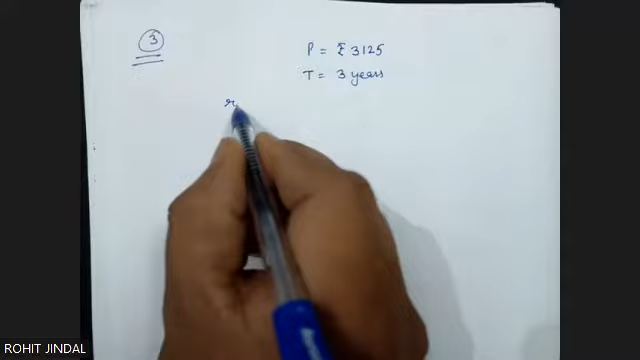 3
P = ₹ 3125
T = 3 years
r
ROHIT JINDAL